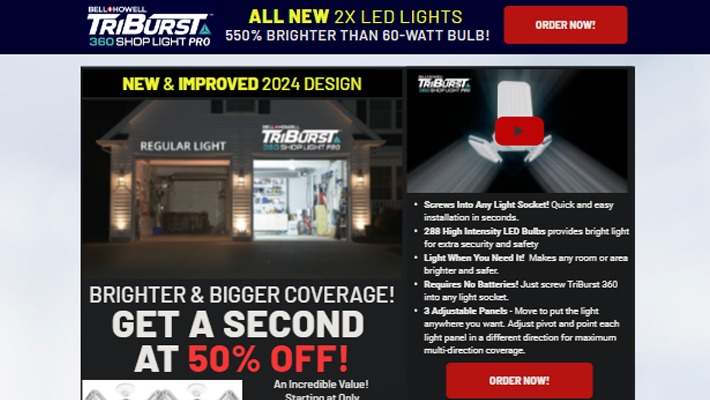 BELL+HOWELL
TRIBURST
360 SHOP LIGHT PRO
ALL NEW 2X LED LIGHTS
550% BRIGHTER THAN 60-WATT BULB!
ORDER NOW!
NEW & IMPROVED 2024 DESIGN
REGULAR LIGHT
BELL+HOWELL
TRIBURST
360 SHOP LIGHT PRO
BRIGHTER & BIGGER COVERAGE!
GET A SECOND
AT 50% OFF!
An Incredible Value!
Starting at Only
BELL+HOWELL
TRIBURST
360 SHOP LIGHT PRO
• Screws Into Any Light Socket! Quick and easy
installation in seconds.
• 288 High Intensity LED Bulbs provides bright light
for extra security and safety
• Light When You Need It! Makes any room or area
brighter and safer.
• Requires No Batteries! Just screw TriBurst 360
into any light socket.
• 3 Adjustable Panels - Move to put the light
anywhere you want. Adjust pivot and point each
light panel in a different direction for maximum
multi-direction coverage.
ORDER NOW!